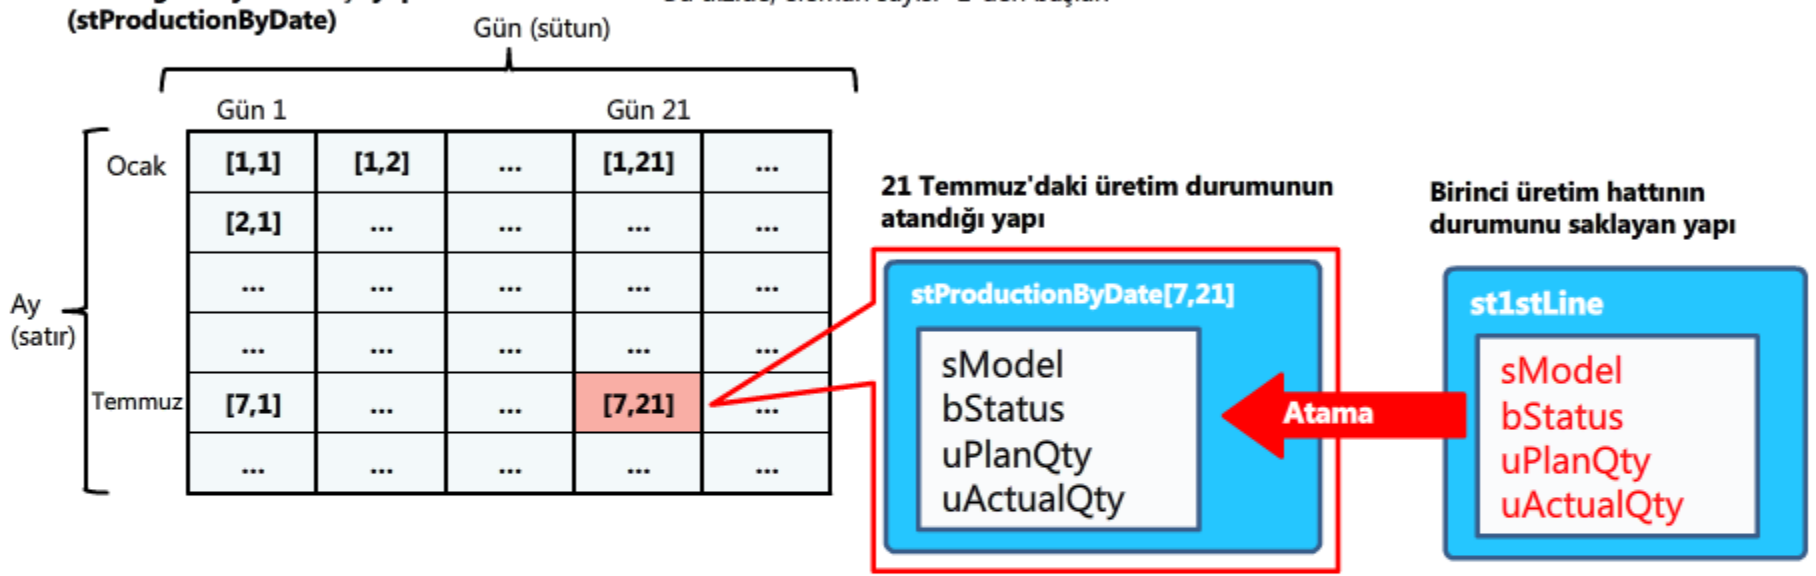 (stProductionByDate)
Gün (sütun)
Gün 1 Gün 21
Ocak [1,1] [1,2] ... [1,21] ...
[2,1] ... ... ... ...
... ... ... ... ...
Ay
(satır)
... ... ... ... ...
Temmuz [7,1] ... ... [7,21] ...
... ... ... ... ...
21 Temmuz'daki üretim durumunun
atandığı yapı
stProductionByDate[7,21]
sModel
bStatus
uPlanQty
uActualQty
Atama
Birinci üretim hattının
durumunu saklayan yapı
st1stLine
sModel
bStatus
uPlanQty
uActualQty